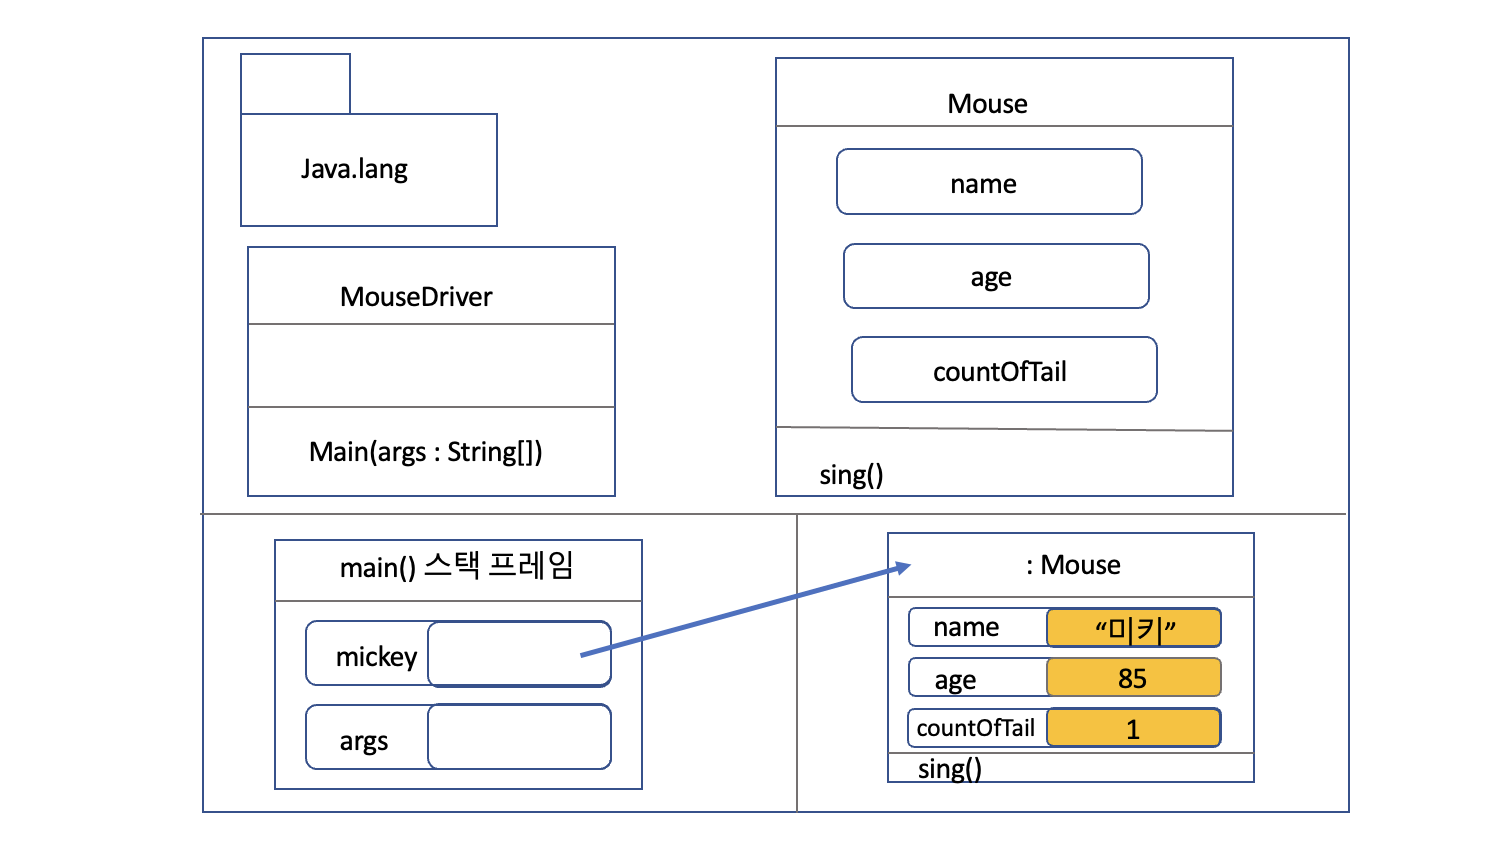 Java.lang
MouseDriver
Main(args : String[])
Mouse
name
age
countOfTail
sing()
main() 스택 프레임
mickey
args
: Mouse
name “미키”
age 85
countOfTail 1
sing()